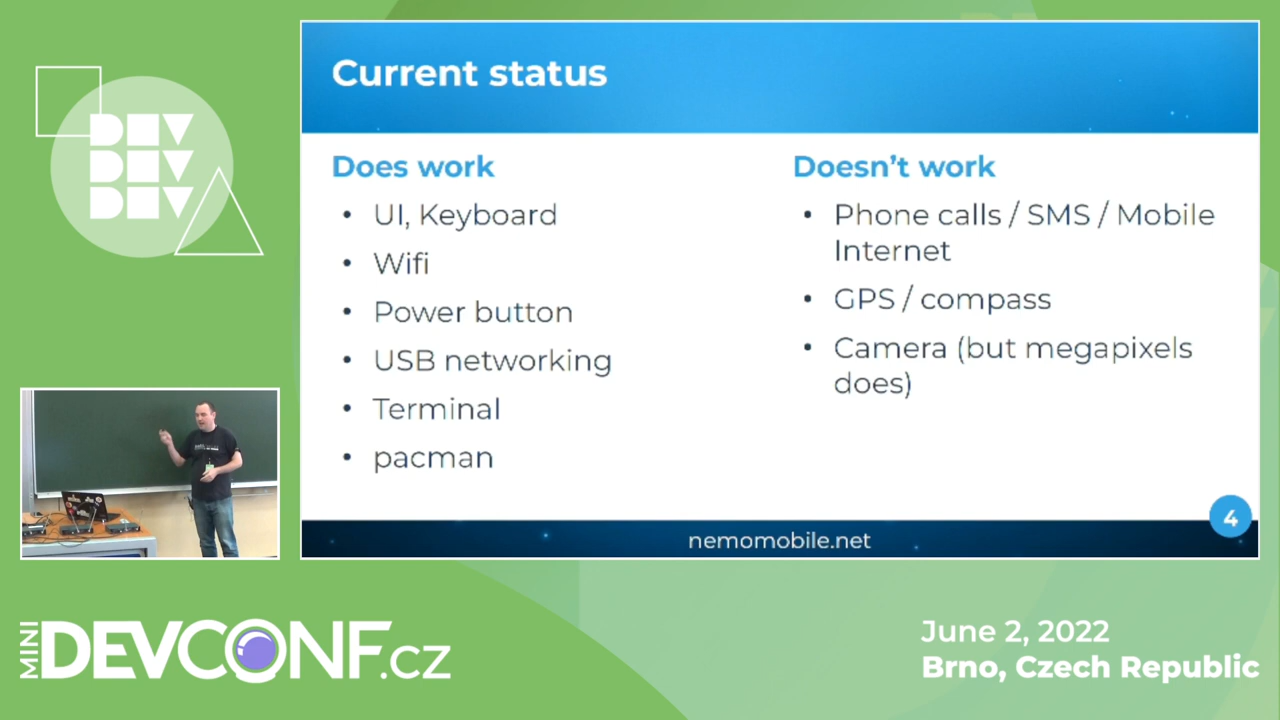 DEV
DEV
DEV
Current status
Does work
• UI, Keyboard
• Wifi
• Power button
• USB networking
• Terminal
• pacman
Doesn't work
• Phone calls / SMS / Mobile
Internet
• GPS / compass
• Camera (but megapixels
does)
4
nemomobile.net
MINI
DEVCONF.CZ
June 2, 2022
Brno, Czech Republic